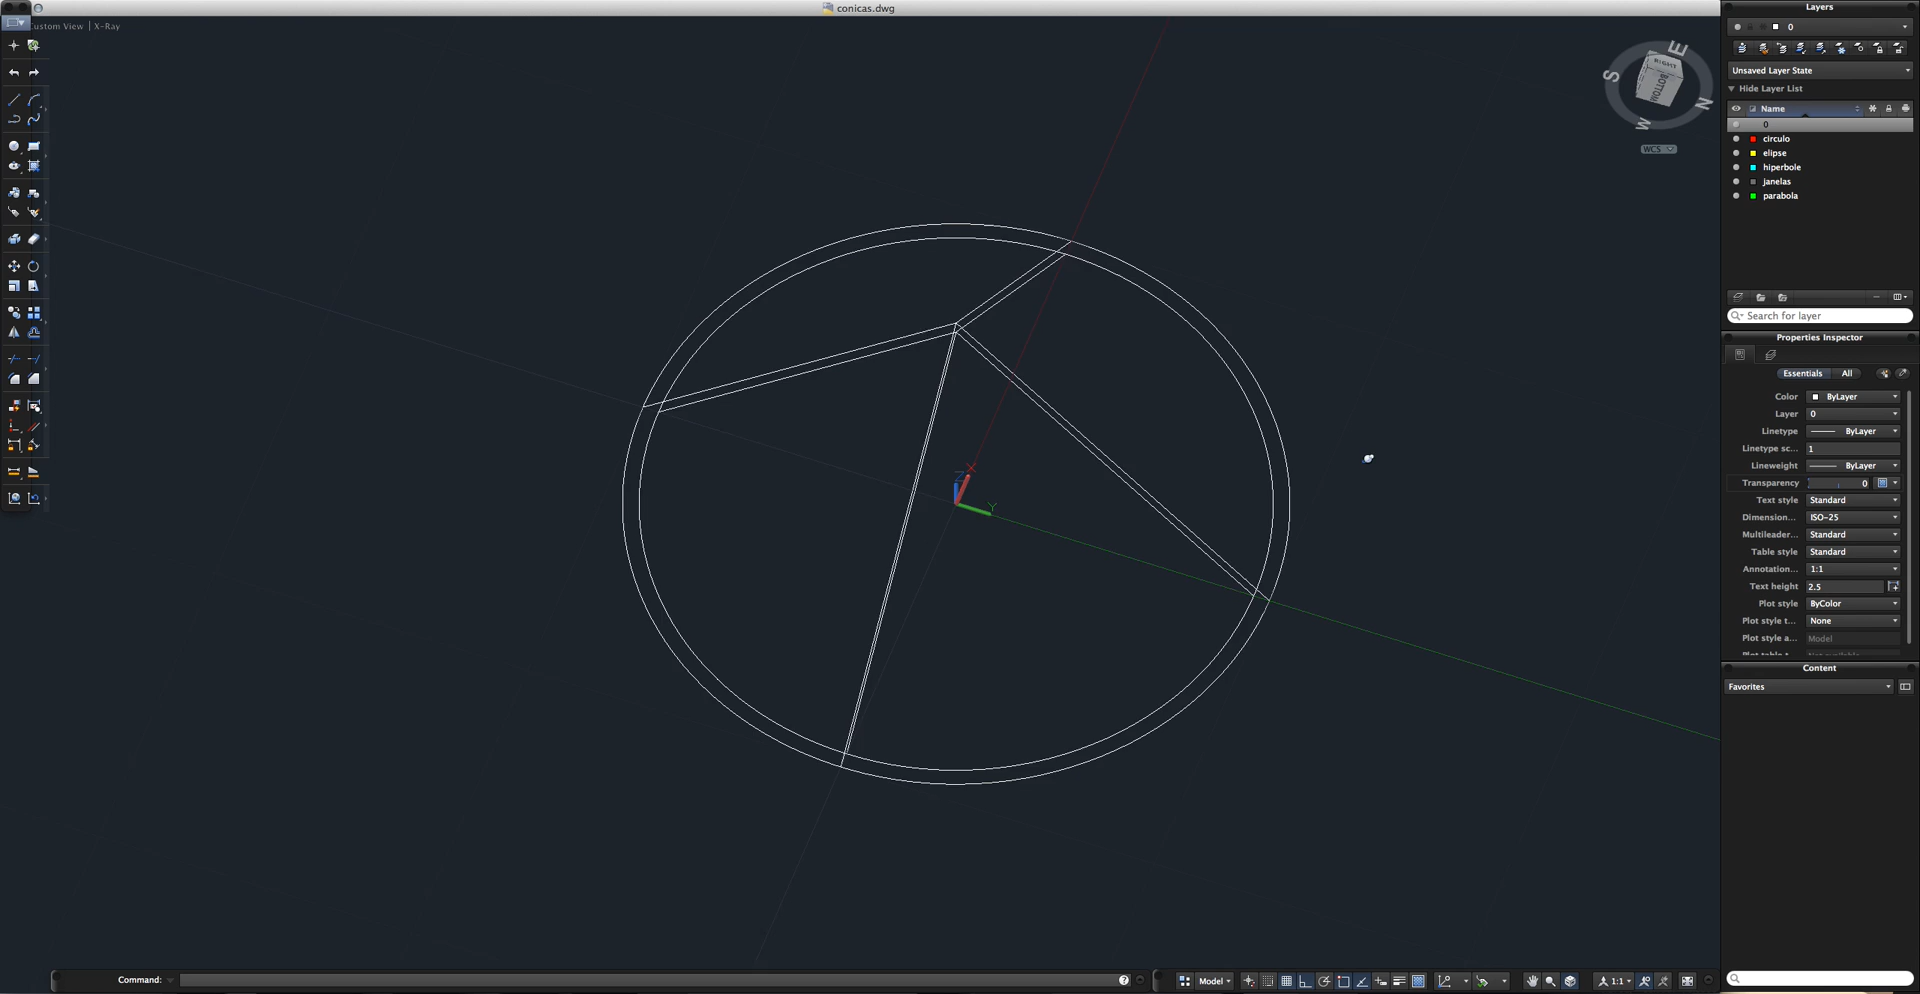 conicas.dwg
ustom View | X-Ray
X
Z
Y
Command:
Model
1:1
Layers
0
Unsaved Layer State
Hide Layer List
Name
0
circulo
elipse
hiperbole
janelas
parabola
Search for layer
Properties Inspector
Essentials All
Color ByLayer
Layer 0
Linetype ByLayer
Linetype sc... 1
Lineweight ByLayer
Transparency 0
Text style Standard
Dimension... ISO-25
Multileader... Standard
Table style Standard
Annotation... 1:1
Text height 2.5
Plot style ByColor
Plot style t... None
Plot style a... Model
Content
Favorites
S
E
N
W
RIGHT
BOTTOM
WCS